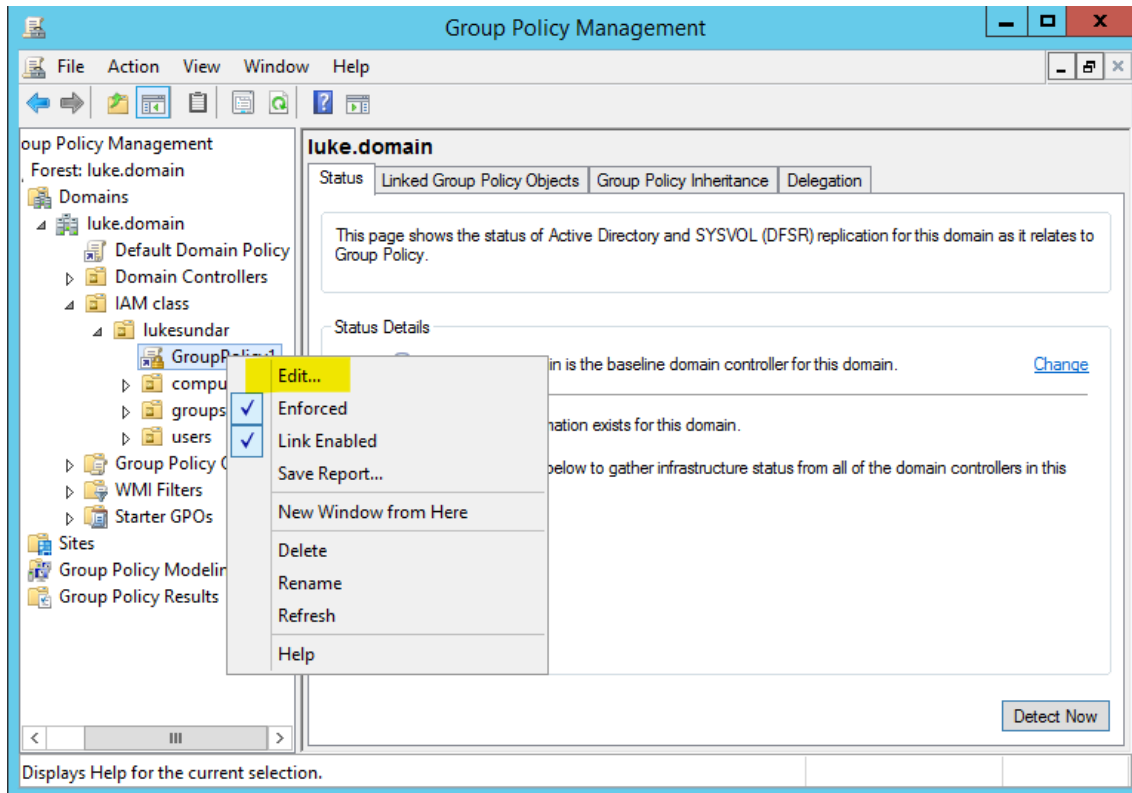 Group Policy Management
File Action View Window Help
oup Policy Management
Forest: luke.domain
Domains
luke.domain
Default Domain Policy
Domain Controllers
IAM class
lukesundar
GroupPolicy1
compu
groups
users
Group Policy
WMI Filters
Starter GPOs
Sites
Group Policy Modelin
Group Policy Results
Edit...
Enforced
Link Enabled
Save Report...
New Window from Here
Delete
Rename
Refresh
Help
luke.domain
Status Linked Group Policy Objects Group Policy Inheritance Delegation
This page shows the status of Active Directory and SYSVOL (DFSR) replication for this domain as it relates to
Group Policy.
Status Details
in is the baseline domain controller for this domain. Change
nation exists for this domain.
below to gather infrastructure status from all of the domain controllers in this
Detect Now
Displays Help for the current selection.